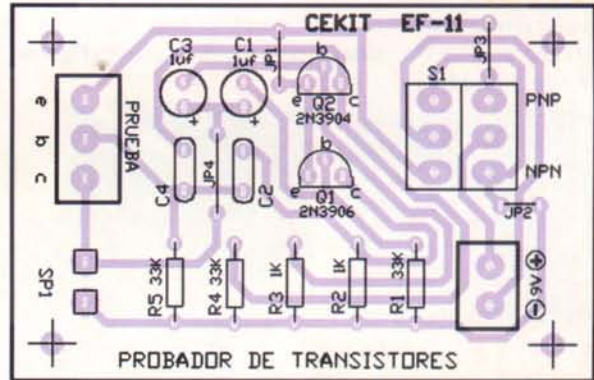 CEKIT EF-11
C3
1uf
C1
1uf
JP1
b
e
c
Q2
2N3904
JP3
S1
PNP
NPN
e
b
c
PRUEBA
+
+
C4
JP4
C2
b
e
c
Q1
2N3906
JP2
SP1
R5 33K
R4 33K
R3 1K
R2 1K
R1 33K
+
9V
-
PROBADOR DE TRANSISTORES